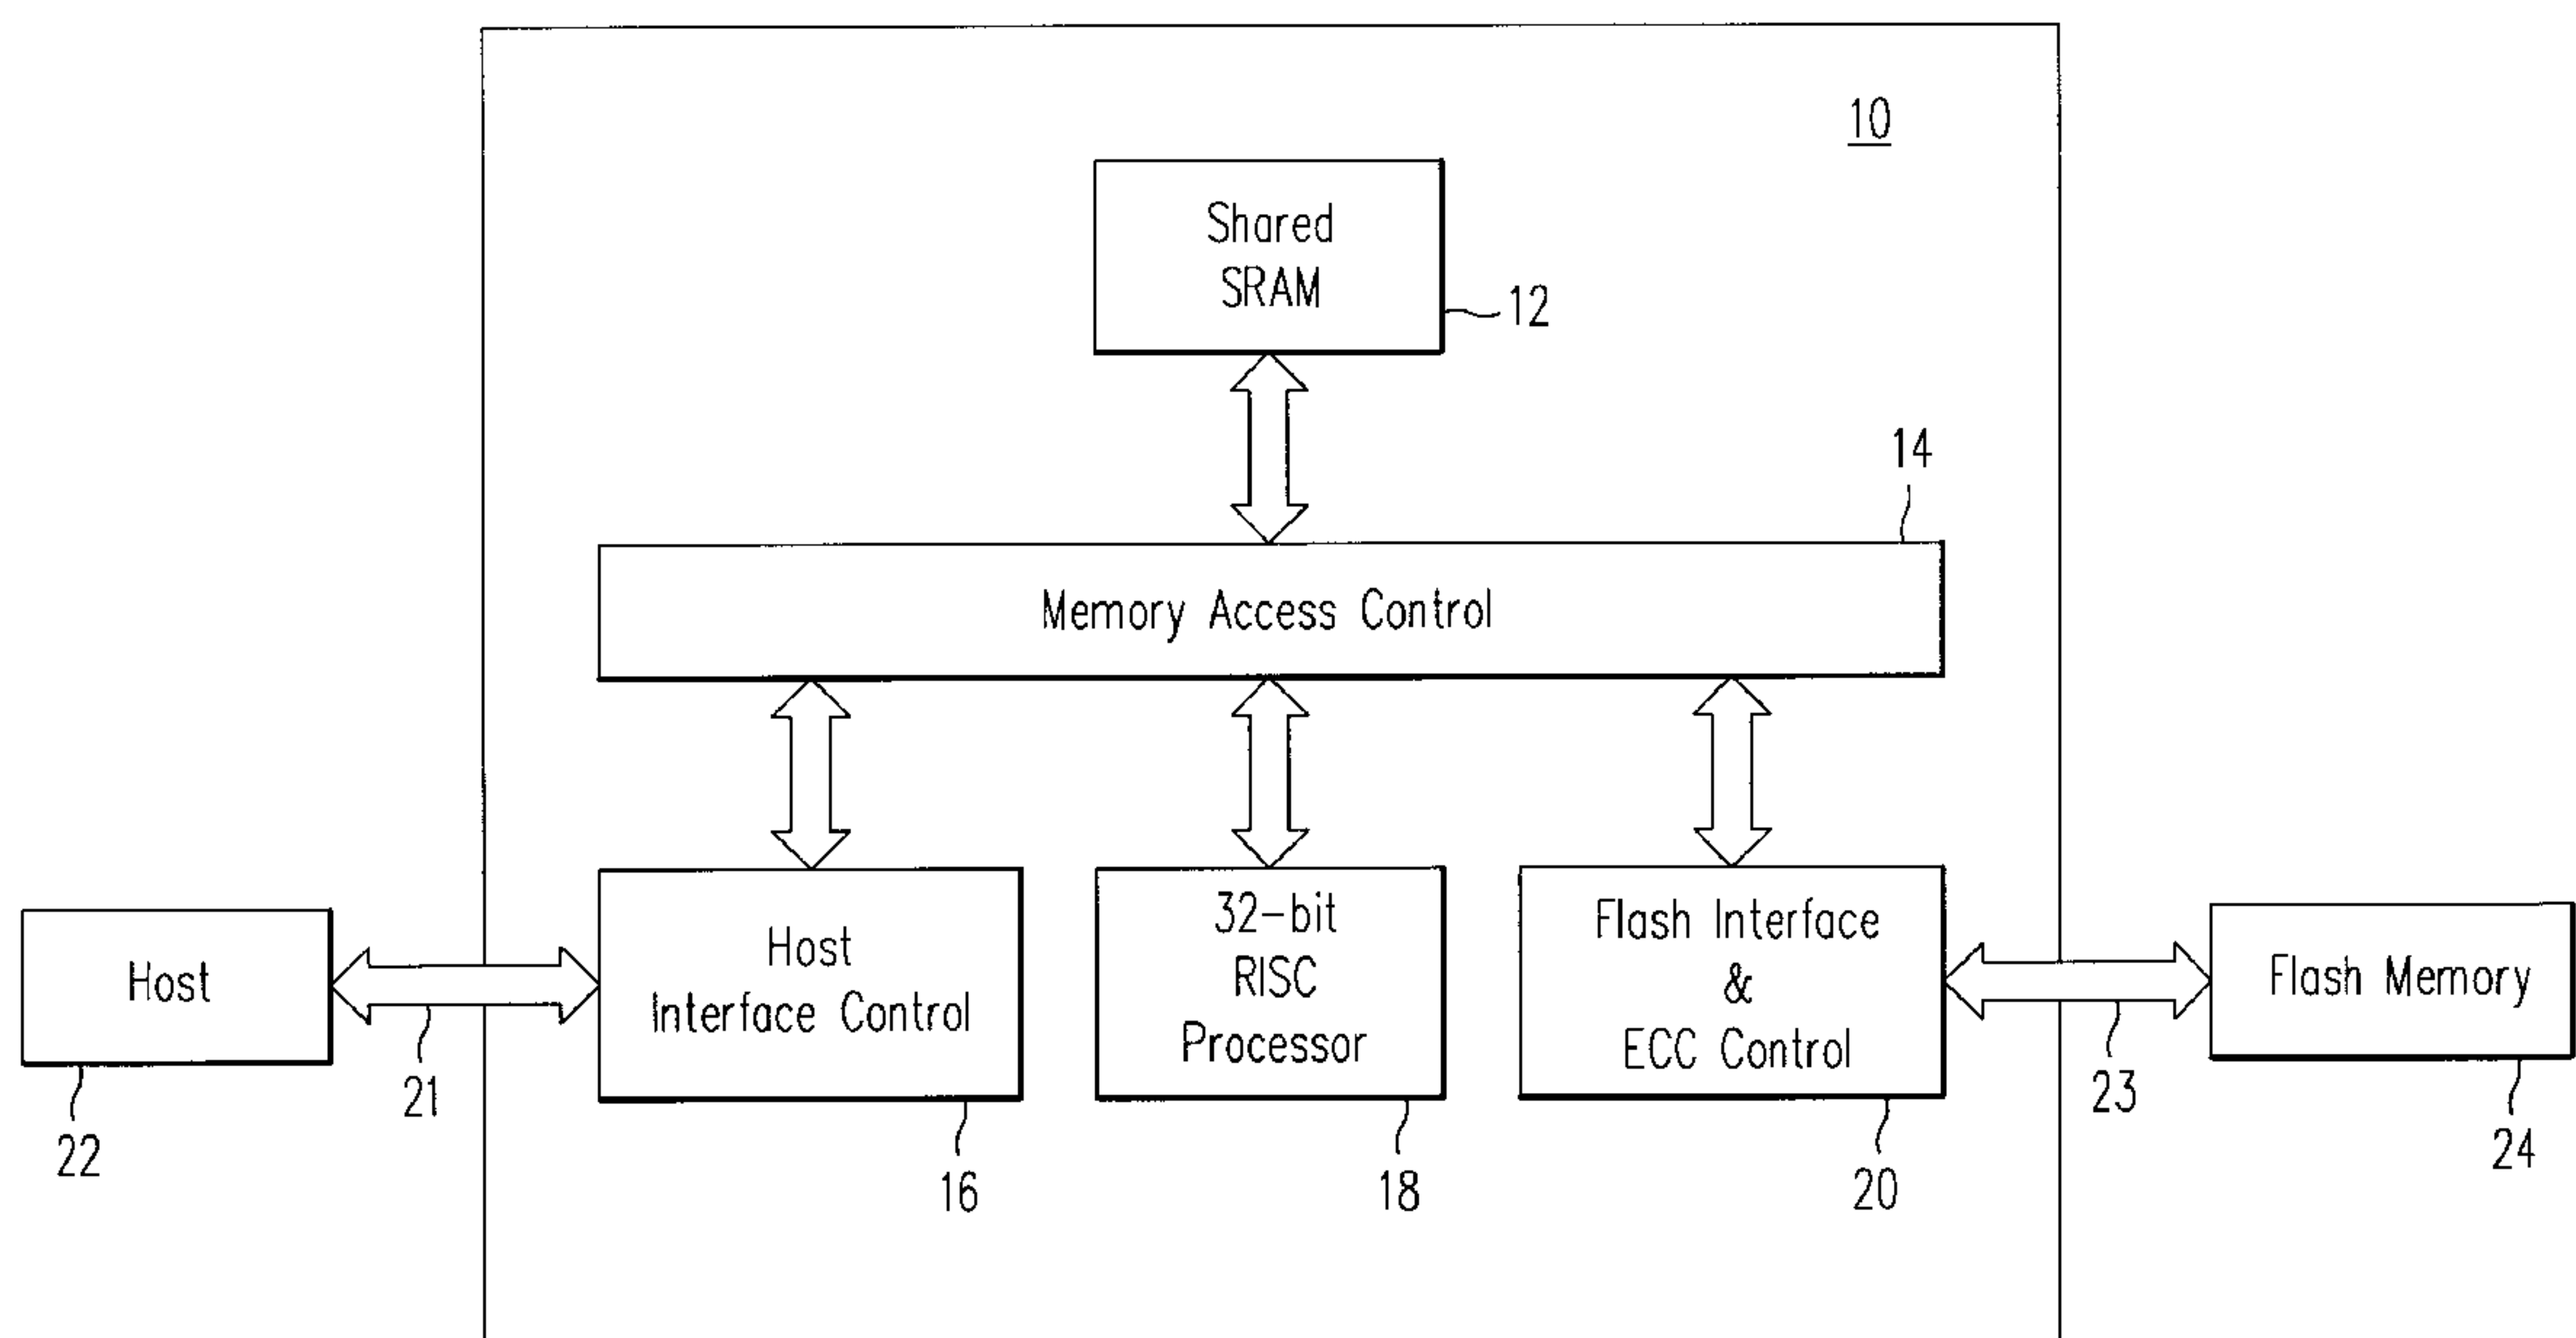 10
Shared
SRAM
12
14
Memory Access Control
Host
22
21
Host
Interface Control
16
32-bit
RISC
Processor
18
Flash Interface
&
ECC Control
20
23
Flash Memory
24